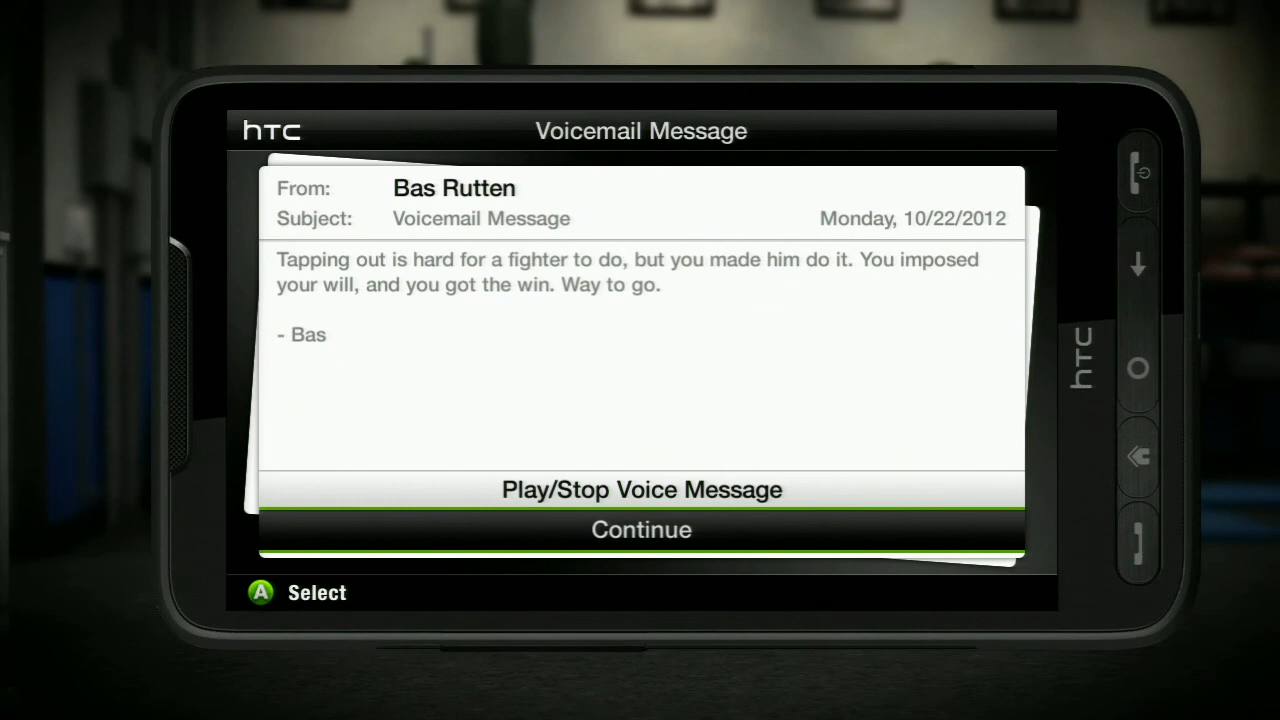 hTC
Voicemail Message
From: Bas Rutten
Subject: Voicemail Message Monday, 10/22/2012
Tapping out is hard for a fighter to do, but you made him do it. You imposed
your will, and you got the win. Way to go.
- Bas
hTC
Play/Stop Voice Message
Continue
A Select